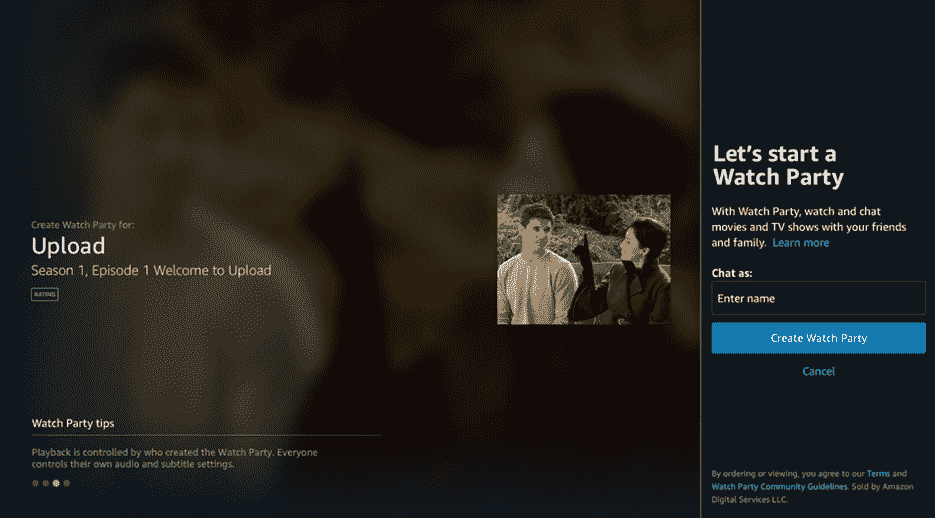 Create Watch Party for:
Upload
Season 1, Episode 1 Welcome to Upload
RATING
Watch Party tips
Playback is controlled by who created the Watch Party. Everyone
controls their own audio and subtitle settings.
Let's start a
Watch Party
With Watch Party, watch and chat
movies and TV shows with your friends
and family. Learn more
Chat as:
Enter name
Create Watch Party
Cancel
By ordering or viewing, you agree to our Terms and
Watch Party Community Guidelines. Sold by Amazon
Digital Services LLC.